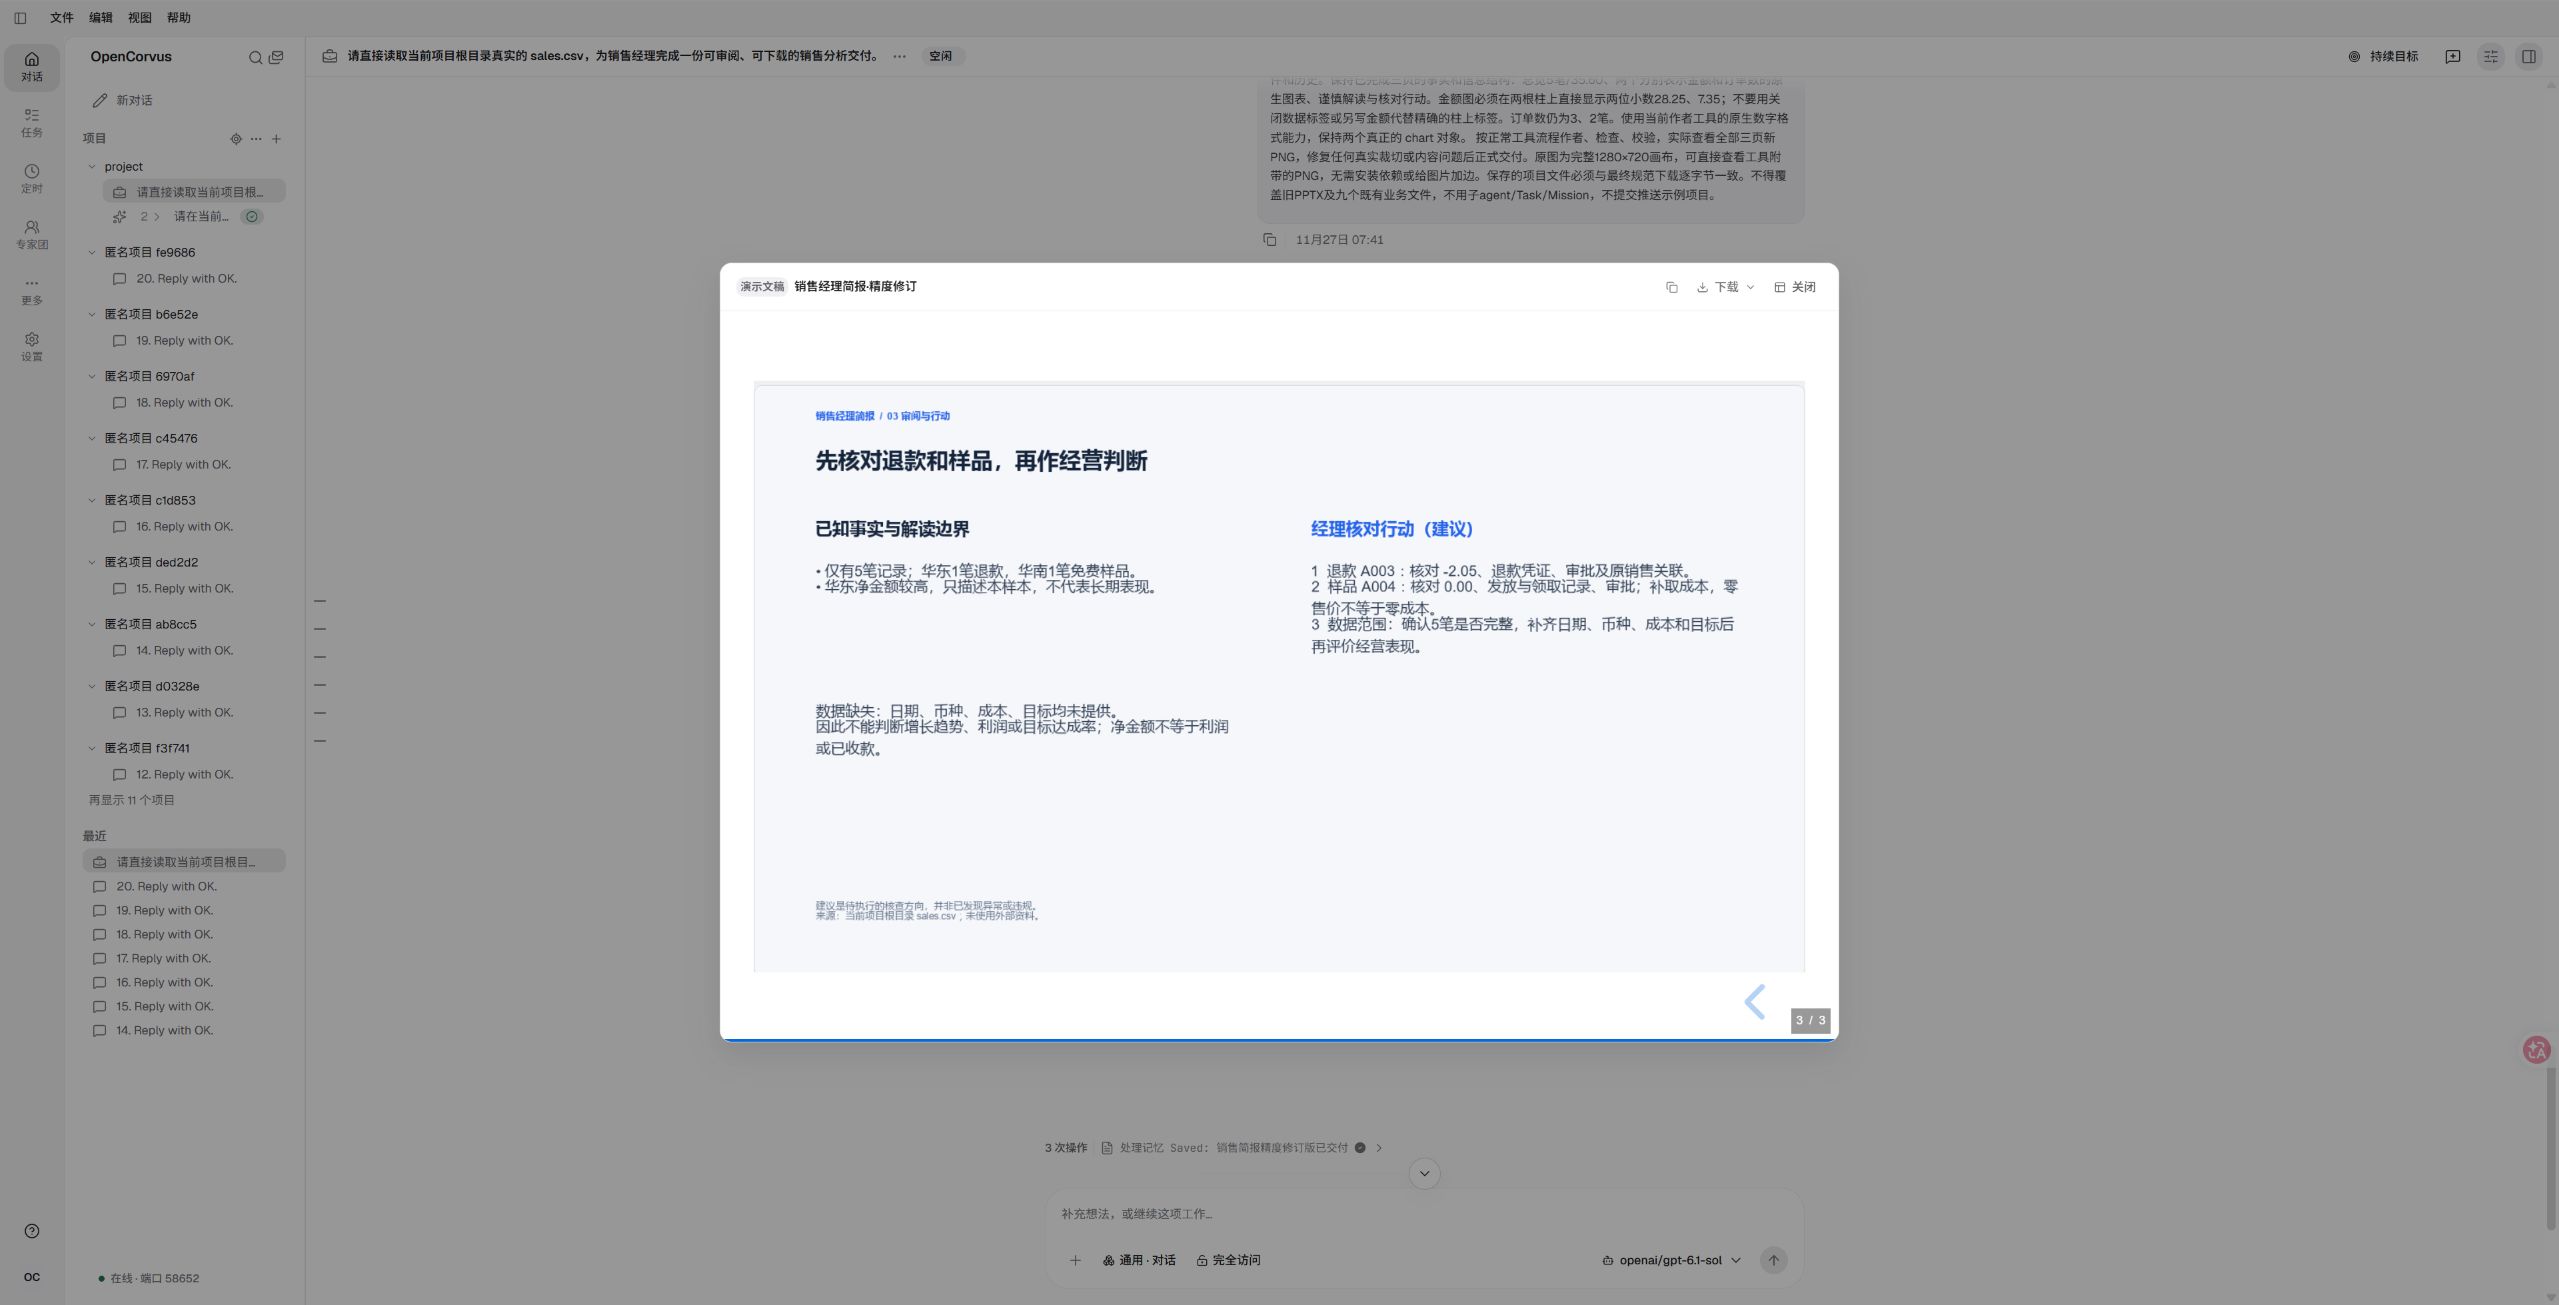 文件 编辑 视图 帮助
对话
任务
定时
专家团
更多
设置
OC
OpenCorvus
新对话
项目
project
请直接读取当前项目根...
2 > 请在当前...
匿名项目 fe9686
20. Reply with OK.
匿名项目 b6e52e
19. Reply with OK.
匿名项目 6970af
18. Reply with OK.
匿名项目 c45476
17. Reply with OK.
匿名项目 c1d853
16. Reply with OK.
匿名项目 ded2d2
15. Reply with OK.
匿名项目 ab8cc5
14. Reply with OK.
匿名项目 d0328e
13. Reply with OK.
匿名项目 f3f741
12. Reply with OK.
再显示 11 个项目
最近
请直接读取当前项目根目...
20. Reply with OK.
19. Reply with OK.
18. Reply with OK.
17. Reply with OK.
16. Reply with OK.
15. Reply with OK.
14. Reply with OK.
在线 · 端口 58652
请直接读取当前项目根目录真实的 sales.csv，为销售经理完成一份可审阅、可下载的销售分析交付。 ··· 空闲
持续目标
生图表、谨慎解读与核对行动。金额图必须在两根柱上直接显示两位小数28.25、7.35；不要用关
闭数据标签或另写金额代替精确的柱上标签。订单数仍为3、2笔。使用当前作者工具的原生数字格
式能力，保持两个真正的 chart 对象。 按正常工具流程作者、检查、校验，实际查看全部三页新
PNG，修复任何真实裁切或内容问题后正式交付。原图为完整1280×720画布，可直接查看工具附
带的PNG，无需安装依赖或给图片加边。保存的项目文件必须与最终规范下载逐字节一致。不得覆
盖旧PPTX及九个既有业务文件，不用子agent/Task/Mission，不提交推送示例项目。
11月27日 07:41
演示文稿 销售经理简报·精度修订
下载
关闭
销售经理简报 / 03 审阅与行动
先核对退款和样品，再作经营判断
已知事实与解读边界
• 仅有5笔记录；华东1笔退款，华南1笔免费样品。
• 华东净金额较高，只描述本样本，不代表长期表现。
数据缺失：日期、币种、成本、目标均未提供。
因此不能判断增长趋势、利润或目标达成率；净金额不等于利润
或已收款。
经理核对行动（建议）
1 退款 A003：核对 -2.05、退款凭证、审批及原销售关联。
2 样品 A004：核对 0.00、发放与领取记录、审批；补取成本，零
售价不等于零成本。
3 数据范围：确认5笔是否完整，补齐日期、币种、成本和目标后
再评价经营表现。
建议是待执行的核查方向，并非已发现异常或违规。
来源：当前项目根目录 sales.csv；未使用外部资料。
3 / 3
3 次操作 处理记忆 Saved: 销售简报精度修订版已交付
补充想法，或继续这项工作...
通用 · 对话 完全访问
openai/gpt-6.1-sol